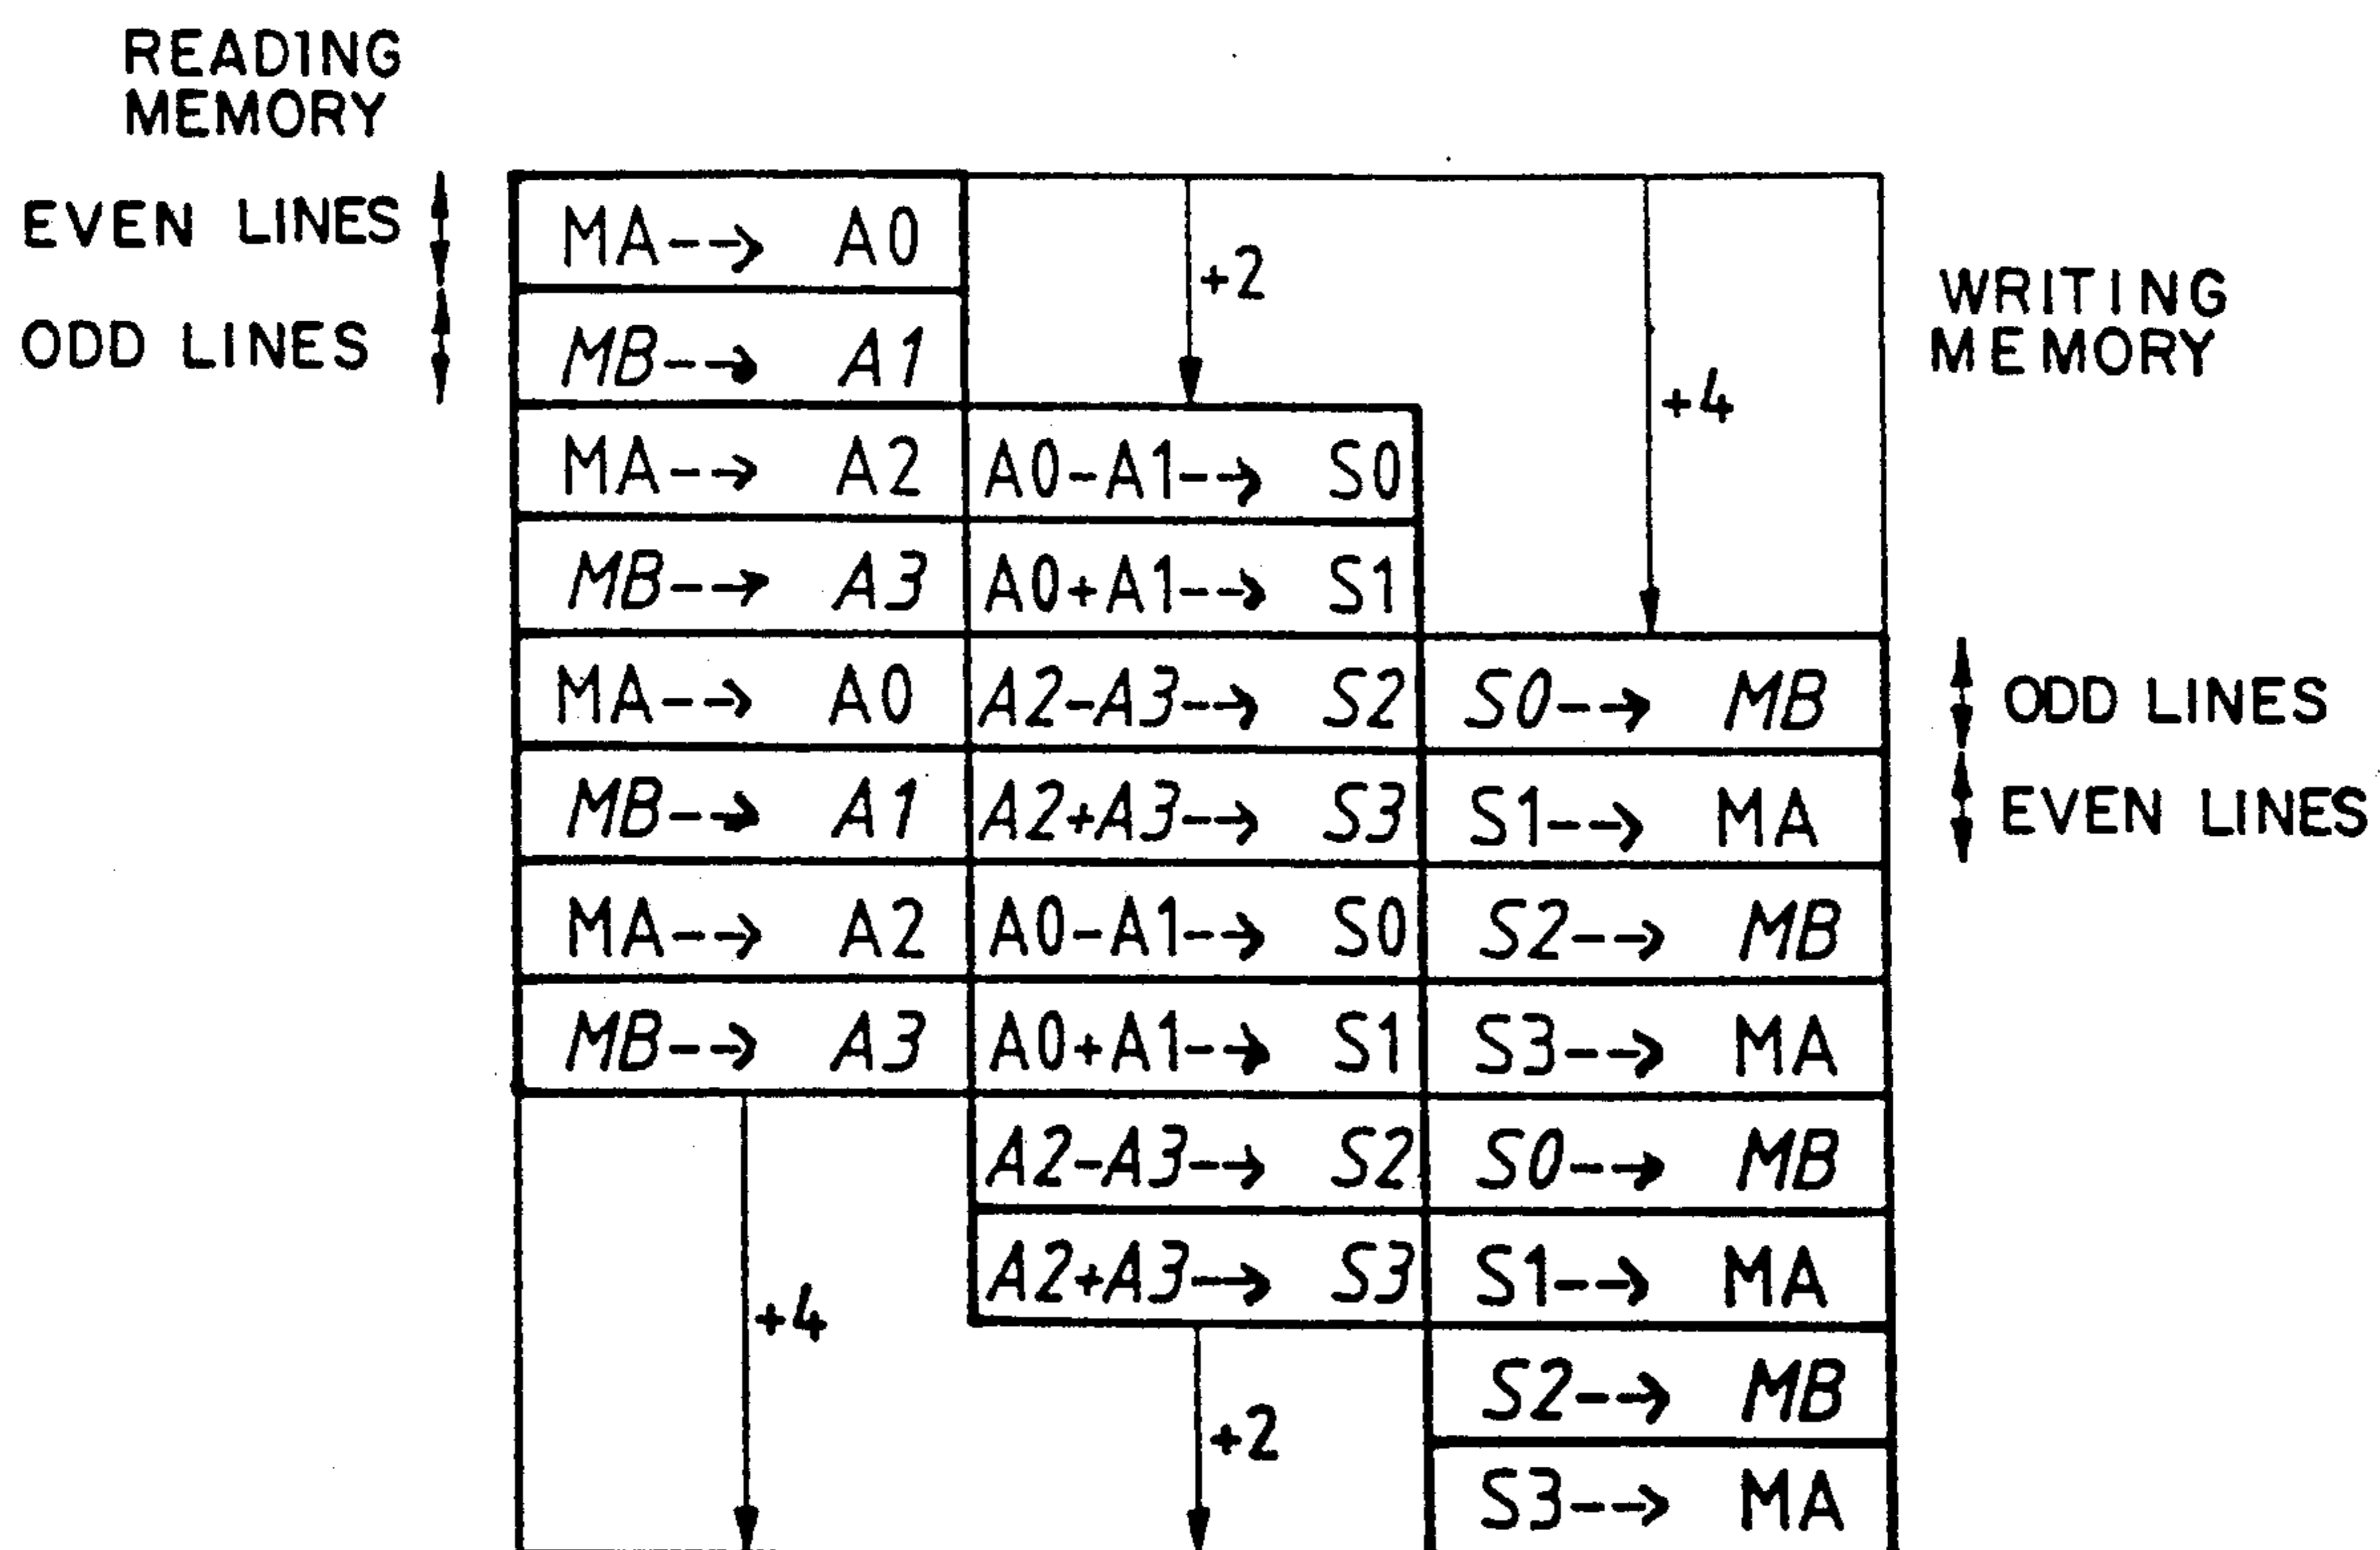 READING
MEMORY
EVEN LINES MA--→ A0
+2
WRITING
MEMORY
ODD LINES MB--→ A1
+4
MA--→ A2 A0-A1--→ S0
MB--→ A3 A0+A1--→ S1
MA--→ A0 A2-A3--→ S2 S0--→ MB ODD LINES
MB--→ A1 A2+A3--→ S3 S1--→ MA EVEN LINES
MA--→ A2 A0-A1--→ S0 S2--→ MB
MB--→ A3 A0+A1--→ S1 S3--→ MA
A2-A3--→ S2 S0--→ MB
+4 A2+A3--→ S3 S1--→ MA
+2 S2--→ MB
S3--→ MA